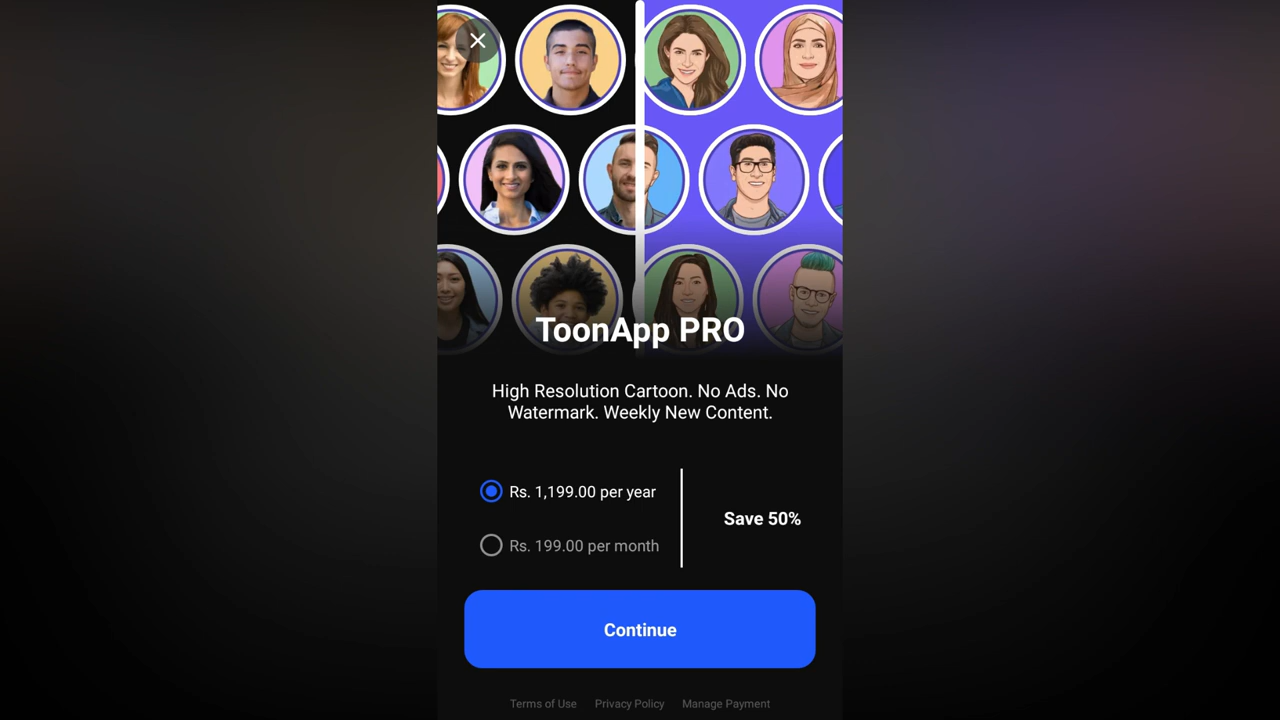 ToonApp PRO
High Resolution Cartoon. No Ads. No
Watermark. Weekly New Content.
Rs. 1,199.00 per year
Save 50%
Rs. 199.00 per month
Continue
Terms of Use Privacy Policy Manage Payment